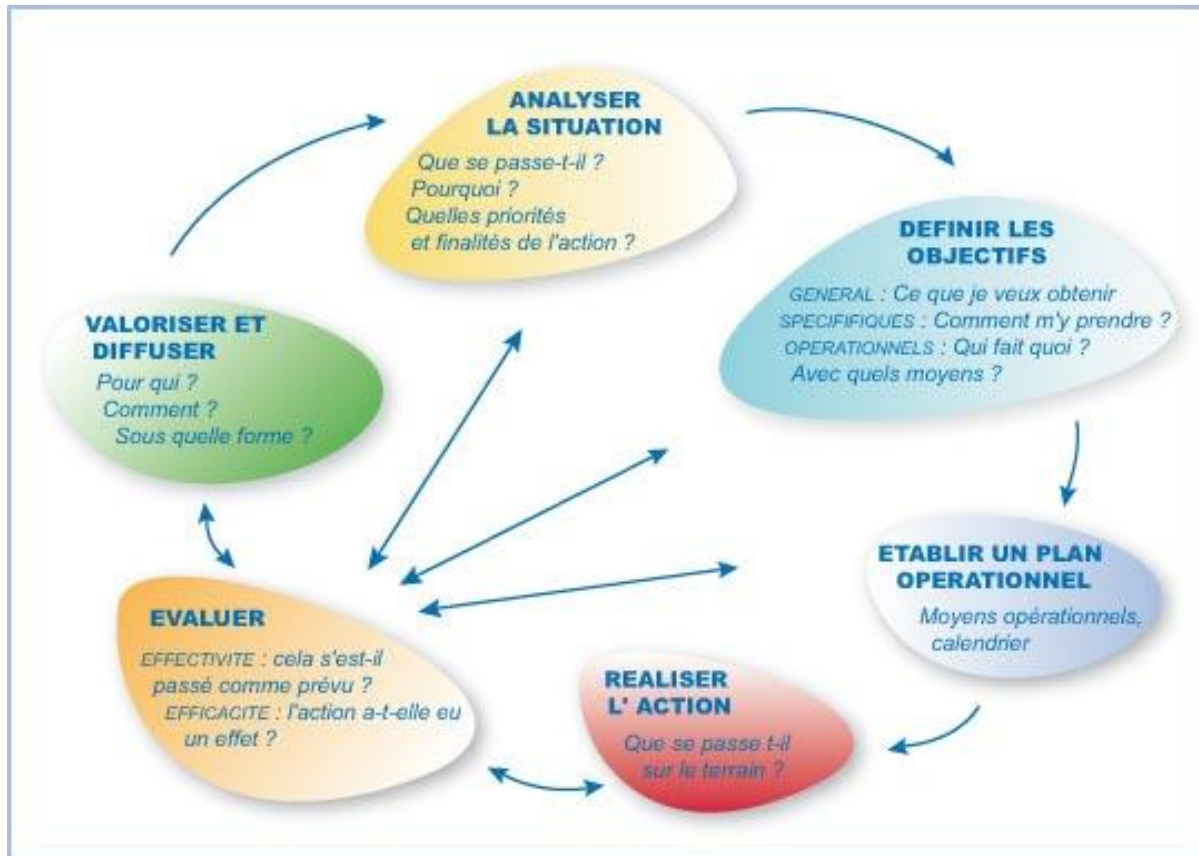 ANALYSER
LA SITUATION
Que se passe-t-il ?
Pourquoi ?
Quelles priorités
et finalités de l'action ?
DEFINIR LES
OBJECTIFS
GENERAL : Ce que je veux obtenir
SPECIFIFIQUES : Comment m'y prendre ?
OPERATIONNELS : Qui fait quoi ?
Avec quels moyens ?
ETABLIR UN PLAN
OPERATIONNEL
Moyens opérationnels,
calendrier
REALISER
L' ACTION
Que se passe t-il
sur le terrain ?
EVALUER
EFFECTIVITE : cela s'est-il
passé comme prévu ?
EFFICACITE : l'action a-t-elle eu
un effet ?
VALORISER ET
DIFFUSER
Pour qui ?
Comment ?
Sous quelle forme ?